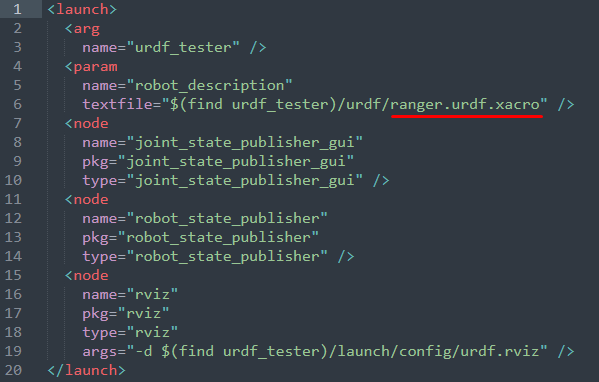 1 <launch>
2 <arg
3 name="urdf_tester" />
4 <param
5 name="robot_description"
6 textfile="$(find urdf_tester)/urdf/ranger.urdf.xacro" />
7 <node
8 name="joint_state_publisher_gui"
9 pkg="joint_state_publisher_gui"
10 type="joint_state_publisher_gui" />
11 <node
12 name="robot_state_publisher"
13 pkg="robot_state_publisher"
14 type="robot_state_publisher" />
15 <node
16 name="rviz"
17 pkg="rviz"
18 type="rviz"
19 args="-d $(find urdf_tester)/launch/config/urdf.rviz" />
20 </launch>